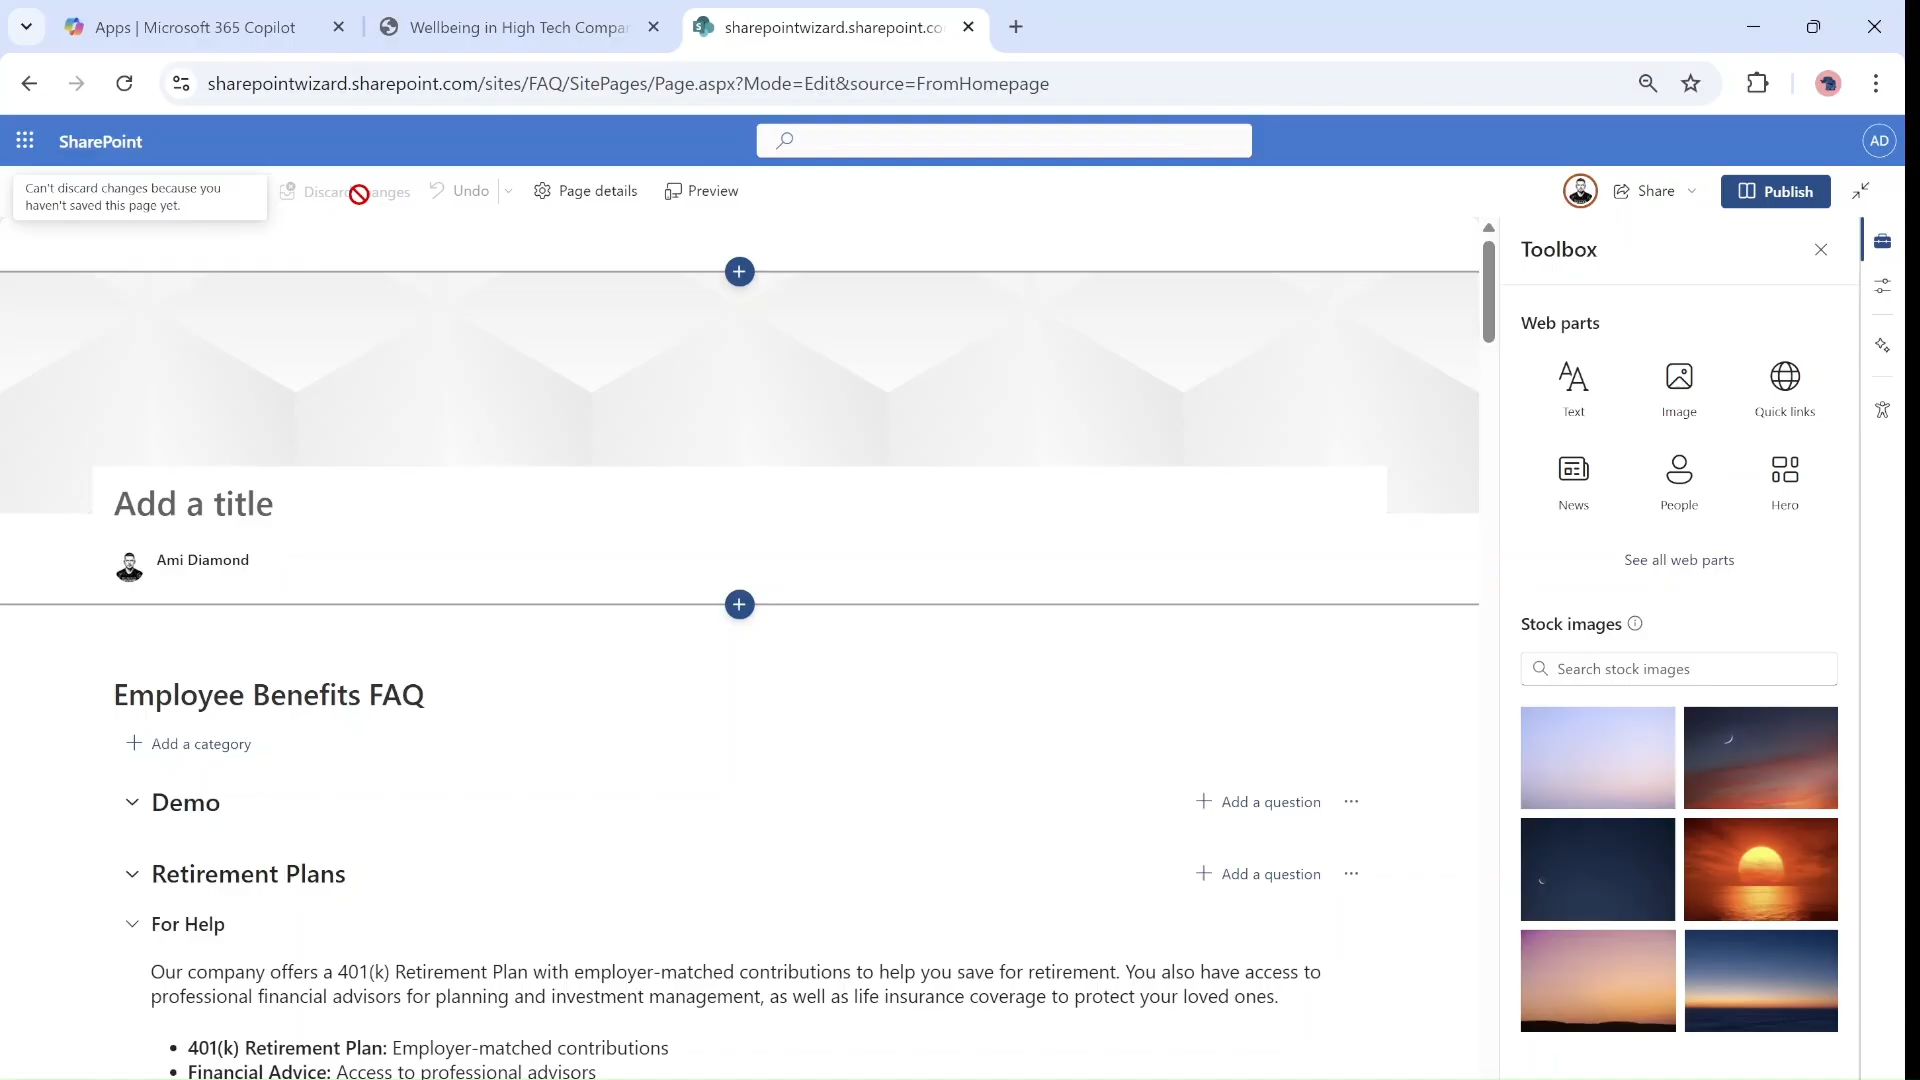 Apps | Microsoft 365 Copilot
Wellbeing in High Tech Compar
sharepointwizard.sharepoint.co
sharepointwizard.sharepoint.com/sites/FAQ/SitePages/Page.aspx?Mode=Edit&source=FromHomepage
SharePoint
AD
Can't discard changes because you
haven't saved this page yet.
Discard changes
Undo
Page details
Preview
Share
Publish
Toolbox
Web parts
Text
Image
Quick links
News
People
Hero
See all web parts
Stock images
Search stock images
Add a title
Ami Diamond
Employee Benefits FAQ
Add a category
Demo
Add a question
Retirement Plans
Add a question
For Help
Our company offers a 401(k) Retirement Plan with employer-matched contributions to help you save for retirement. You also have access to
professional financial advisors for planning and investment management, as well as life insurance coverage to protect your loved ones.
• 401(k) Retirement Plan: Employer-matched contributions
• Financial Advice: Access to professional advisors